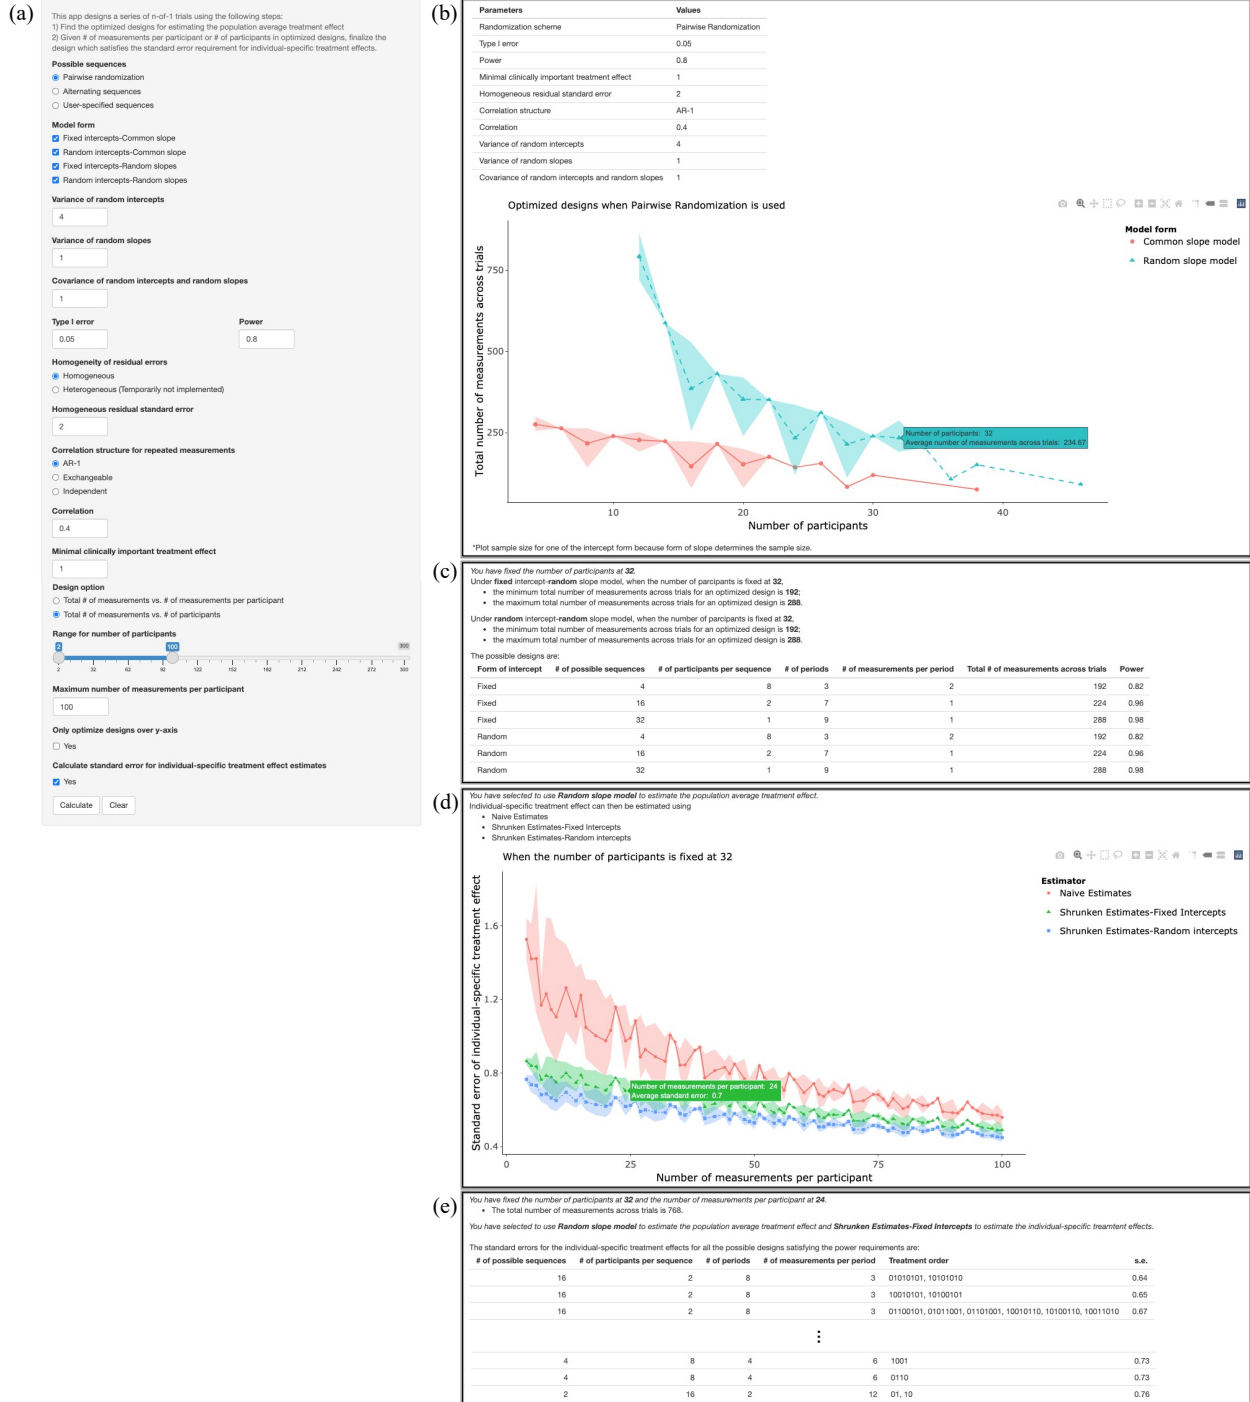 (a)
This app designs a series of n-of-1 trials using the following steps:
1) Find the optimized designs for estimating the population average treatment effect
2) Given # of measurements per participant or # of participants in optimized designs, finalize the
design which satisfies the standard error requirement for individual-specific treatment effects.
Possible sequences
Pairwise randomization
Alternating sequences
User-specified sequences
Model form
Fixed intercepts-Common slope
Random intercepts-Common slope
Fixed intercepts-Random slopes
Random intercepts-Random slopes
Variance of random intercepts
4
Variance of random slopes
1
Covariance of random intercepts and random slopes
1
Type I error Power
0.05 0.8
Homogeneity of residual errors
Homogeneous
Heterogeneous (Temporarily not implemented)
Homogeneous residual standard error
2
Correlation structure for repeated measurements
AR-1
Exchangeable
Independent
Correlation
0.4
Minimal clinically important treatment effect
1
Design option
Total # of measurements vs. # of measurements per participant
Total # of measurements vs. # of participants
Range for number of participants
2 100 300
2 32 62 92 122 152 182 212 242 272 300
Maximum number of measurements per participant
100
Only optimize designs over y-axis
Yes
Calculate standard error for individual-specific treatment effect estimates
Yes
Calculate Clear
(b)
Parameters Values
Randomization scheme Pairwise Randomization
Type I error 0.05
Power 0.8
Minimal clinically important treatment effect 1
Homogeneous residual standard error 2
Correlation structure AR-1
Correlation 0.4
Variance of random intercepts 4
Variance of random slopes 1
Covariance of random intercepts and random slopes 1
Optimized designs when Pairwise Randomization is used
Model form
Common slope model
Random slope model
Total number of measurements across trials
750
500
250
Number of participants: 32
Average number of measurements across trials: 234.67
10 20 30 40
Number of participants
*Plot sample size for one of the intercept form because form of slope determines the sample size.
(c)
You have fixed the number of participants at 32.
Under fixed intercept-random slope model, when the number of parcipants is fixed at 32,
• the minimum total number of measurements across trials for an optimized design is 192;
• the maximum total number of measurements across trials for an optimized design is 288.
Under random intercept-random slope model, when the number of parcipants is fixed at 32,
• the minimum total number of measurements across trials for an optimized design is 192;
• the maximum total number of measurements across trials for an optimized design is 288.
The possible designs are:
Form of intercept # of possible sequences # of participants per sequence # of periods # of measurements per period Total # of measurements across trials Power
Fixed 4 8 3 2 192 0.82
Fixed 16 2 7 1 224 0.96
Fixed 32 1 9 1 288 0.98
Random 4 8 3 2 192 0.82
Random 16 2 7 1 224 0.96
Random 32 1 9 1 288 0.98
(d)
You have selected to use Random slope model to estimate the population average treatment effect.
Individual-specific treatment effect can then be estimated using
• Naive Estimates
• Shrunken Estimates-Fixed Intercepts
• Shrunken Estimates-Random intercepts
When the number of participants is fixed at 32
Estimator
Naive Estimates
Shrunken Estimates-Fixed Intercepts
Shrunken Estimates-Random intercepts
Standard error of individual-specific treatment effect
1.6
1.2
0.8
0.4
Number of measurements per participant: 24
Average standard error: 0.7
0 25 50 75 100
Number of measurements per participant
(e)
You have fixed the number of participants at 32 and the number of measurements per participant at 24.
• The total number of measurements across trials is 768.
You have selected to use Random slope model to estimate the population average treatment effect and Shrunken Estimates-Fixed Intercepts to estimate the individual-specific treamtent effects.
The standard errors for the individual-specific treatment effects for all the possible designs satisfying the power requirements are:
# of possible sequences # of participants per sequence # of periods # of measurements per period Treatment order s.e.
16 2 8 3 01010101, 10101010 0.64
16 2 8 3 10010101, 10100101 0.65
16 2 8 3 01100101, 01011001, 01101001, 10010110, 10100110, 10011010 0.67
⋮
4 8 4 6 1001 0.73
4 8 4 6 0110 0.73
2 16 2 12 01, 10 0.76